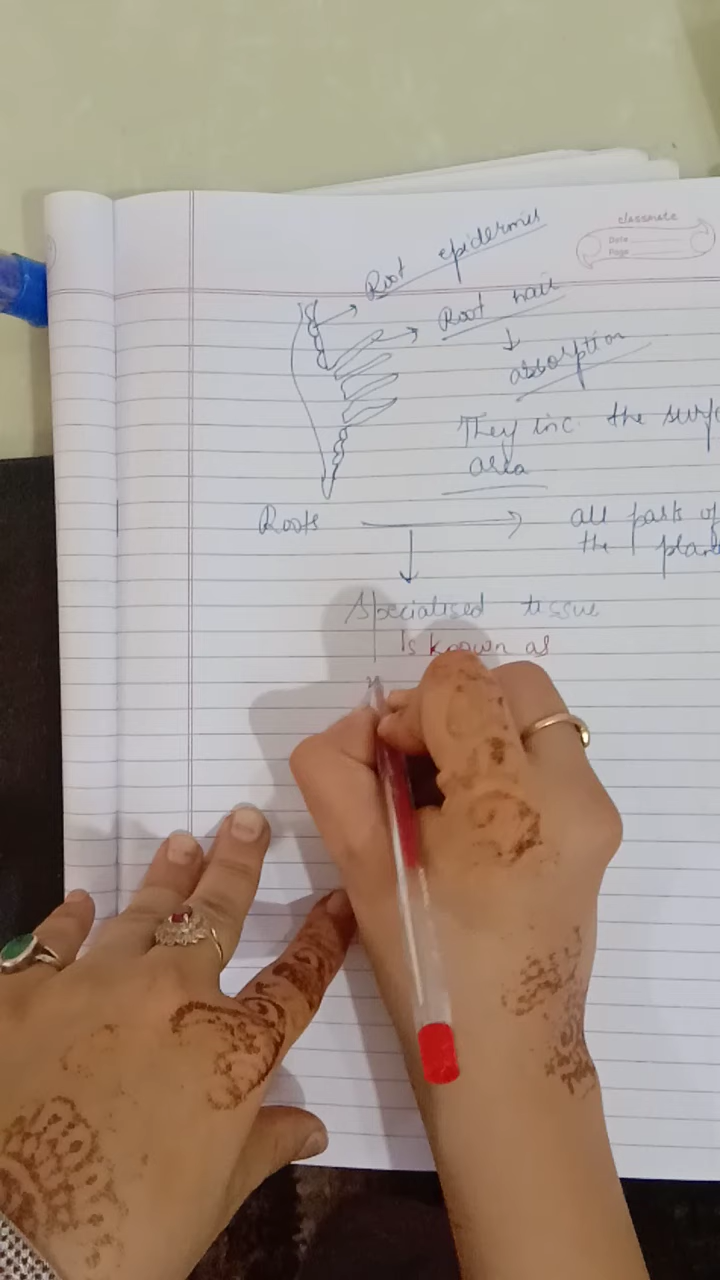 classmate
Date
Page
Root epidermis
Root hair
absorption
They inc. the surfa
area
Roots
all parts of
the plant
Specialised tissue
Is known as